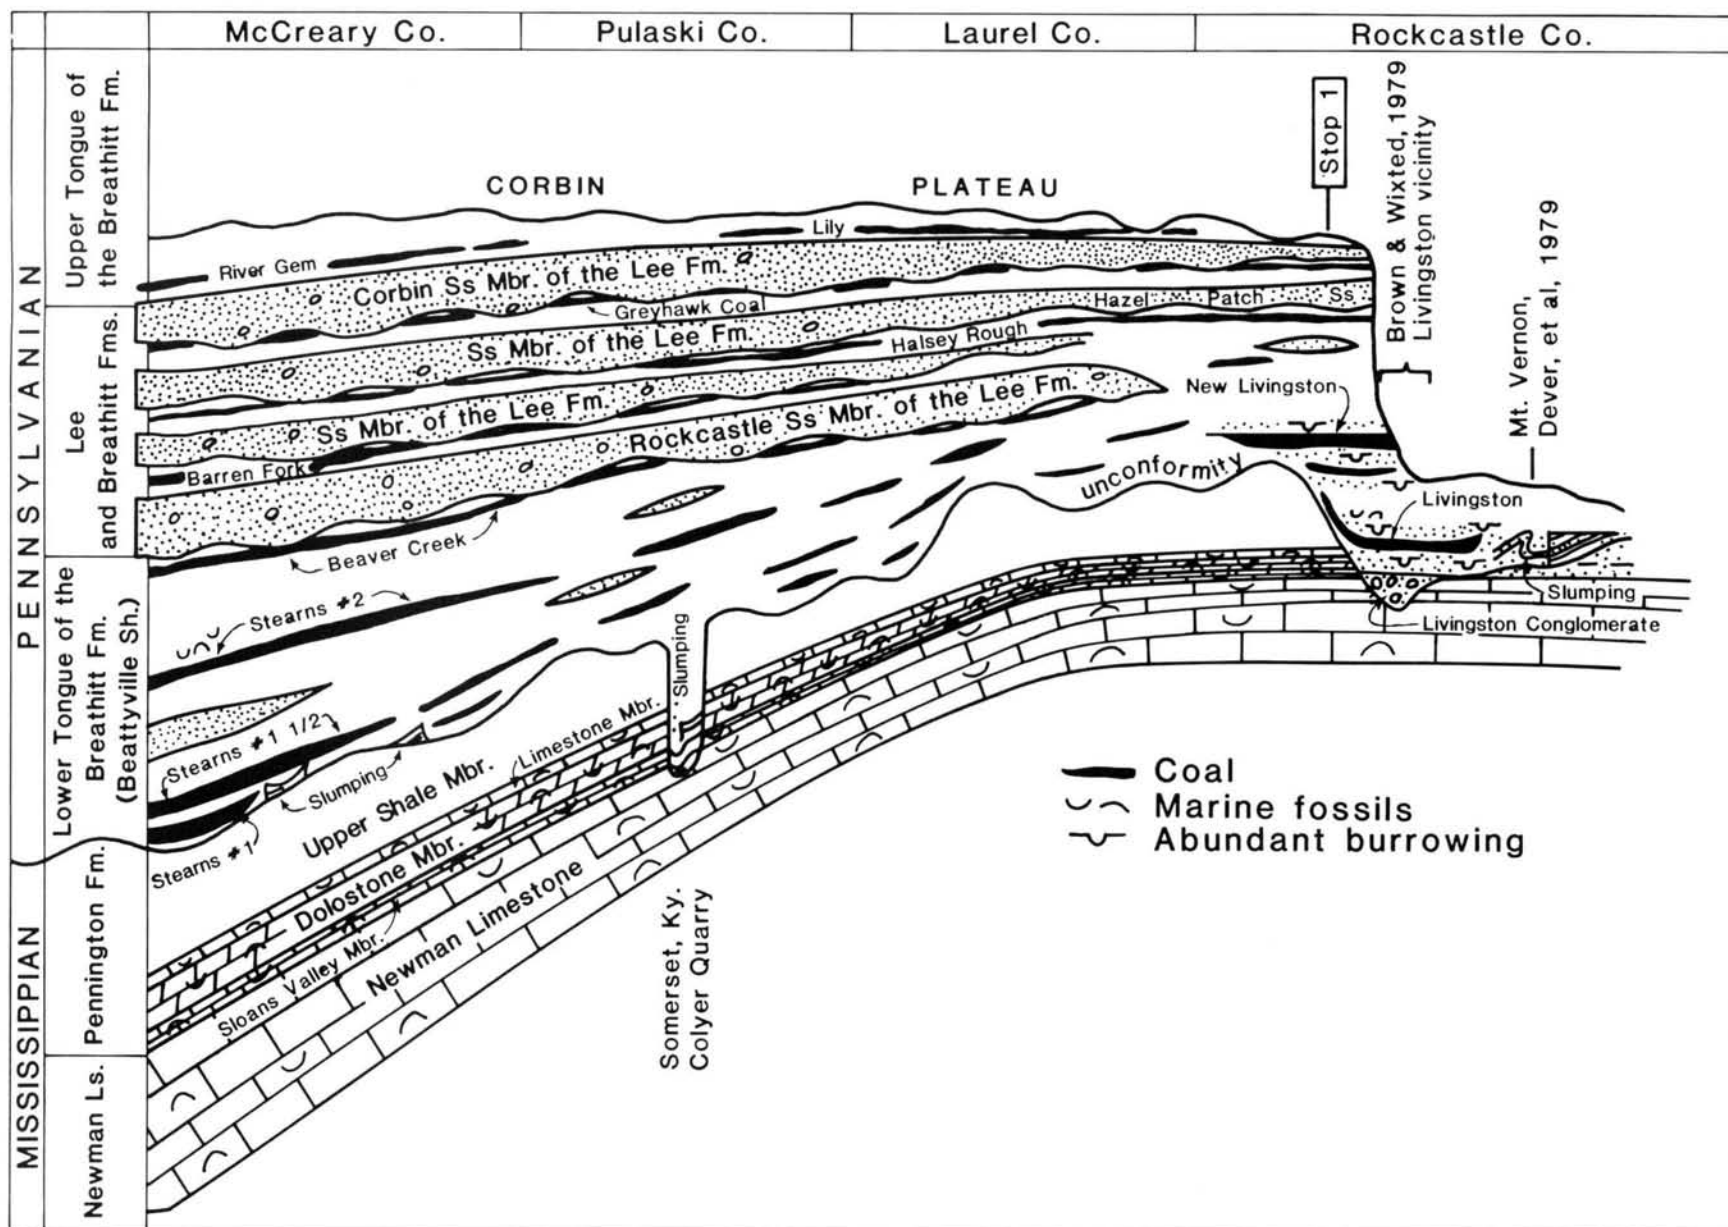 McCreary Co.
Pulaski Co.
Laurel Co.
Rockcastle Co.
PENNSYLVANIAN
MISSISSIPPIAN
Upper Tongue of
the Breathitt Fm.
Lee
and Breathitt Fms.
Lower Tongue of the
Breathitt Fm.
(Beattyville Sh.)
Pennington Fm.
Newman Ls.
CORBIN
PLATEAU
Stop 1
Brown & Wixted, 1979
Livingston vicinity
Mt. Vernon,
Dever, et al, 1979
River Gem
Lily
Corbin Ss Mbr. of the Lee Fm.
Greyhawk Coal
Hazel Patch Ss
Ss Mbr. of the Lee Fm.
Halsey Rough
Ss Mbr. of the Lee Fm.
Rockcastle Ss Mbr. of the Lee Fm.
New Livingston
Barren Fork
Beaver Creek
unconformity
Livingston
Stearns #2
Slumping
Slumping
Livingston Conglomerate
Stearns #1 1/2
Slumping
Stearns #1
Upper Shale Mbr.
Limestone Mbr.
Dolostone Mbr.
Sloans Valley Mbr.
Newman Limestone
Somerset, Ky.
Colyer Quarry
Coal
Marine fossils
Abundant burrowing